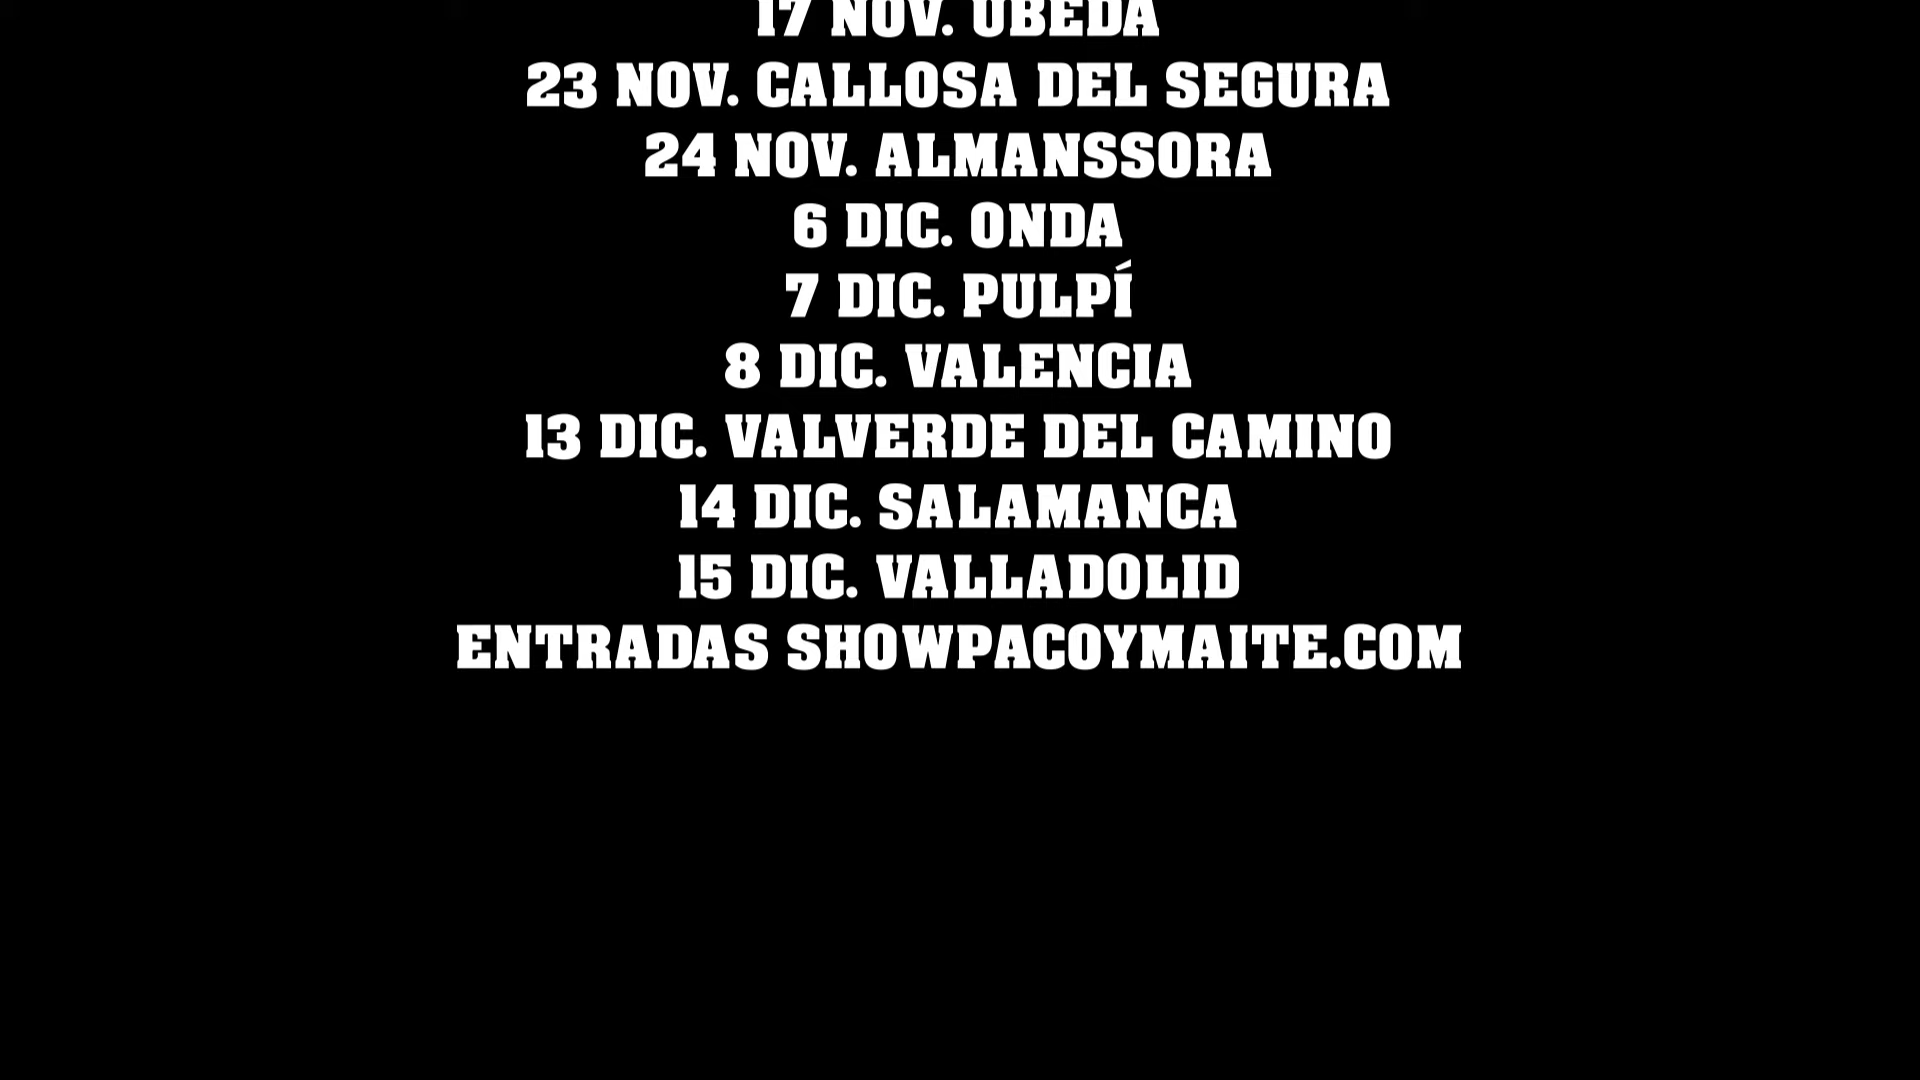 17 NOV. UBEDA
23 NOV. CALLOSA DEL SEGURA
24 NOV. ALMANSSORA
6 DIC. ONDA
7 DIC. PULPÍ
8 DIC. VALENCIA
13 DIC. VALVERDE DEL CAMINO
14 DIC. SALAMANCA
15 DIC. VALLADOLID
ENTRADAS SHOWPACOYMAITE.COM